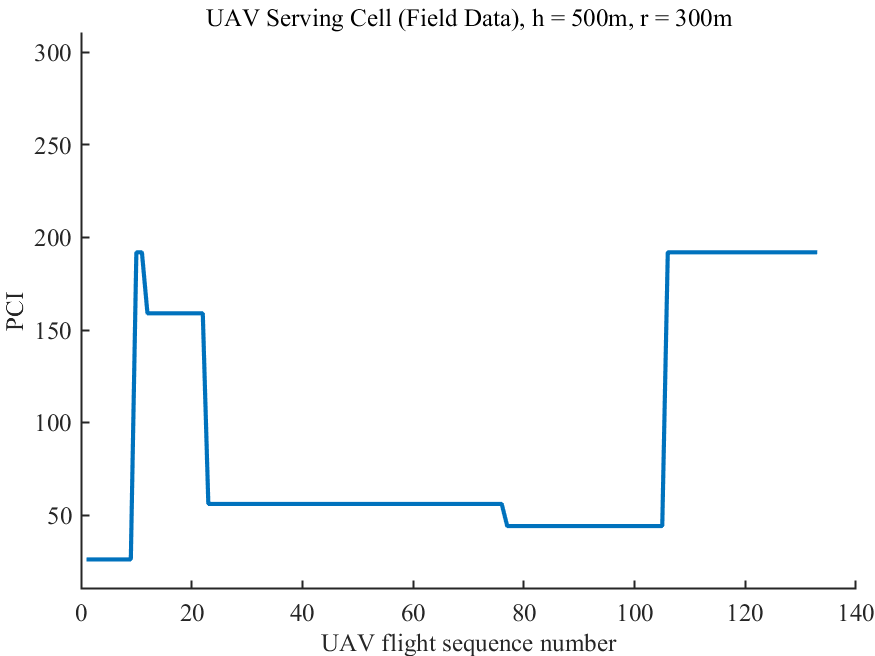 UAV Serving Cell (Field Data), h = 500m, r = 300m
300
250
200
150
100
50
PCI
0 20 40 60 80 100 120 140
UAV flight sequence number